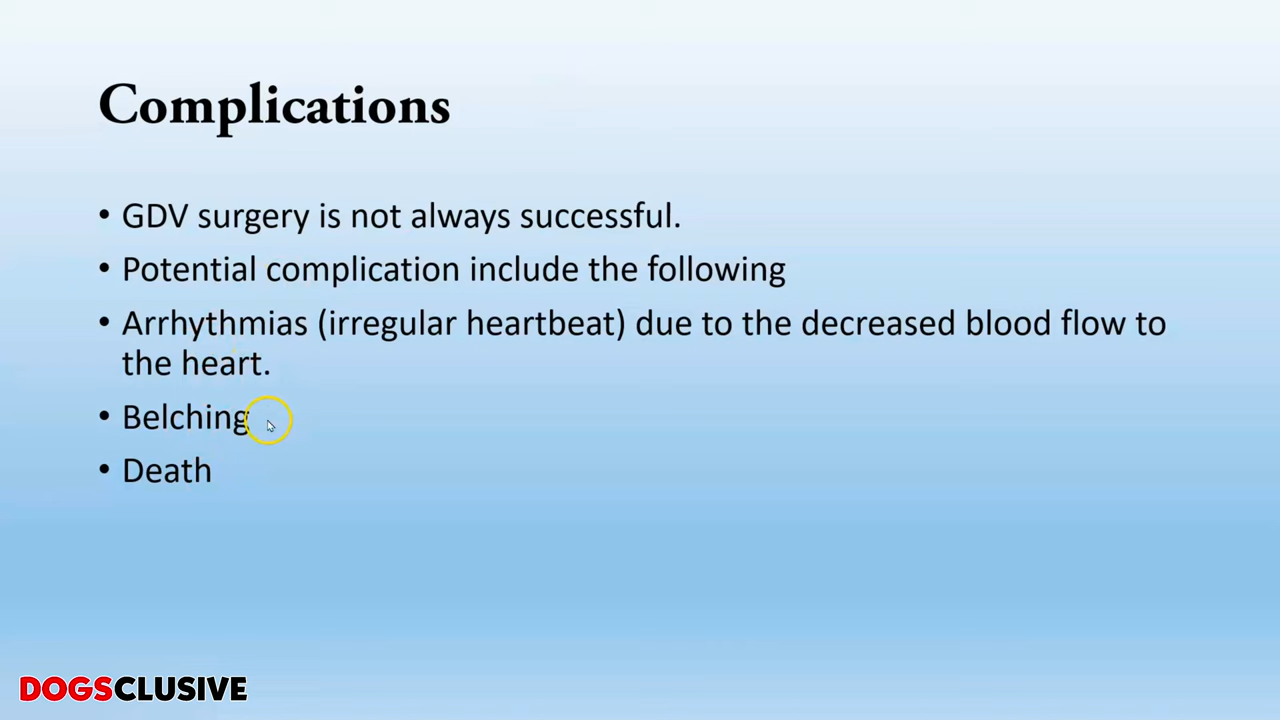 Complications
• GDV surgery is not always successful.
• Potential complication include the following
• Arrhythmias (irregular heartbeat) due to the decreased blood flow to
the heart.
• Belching
• Death
DOGSCLUSIVE